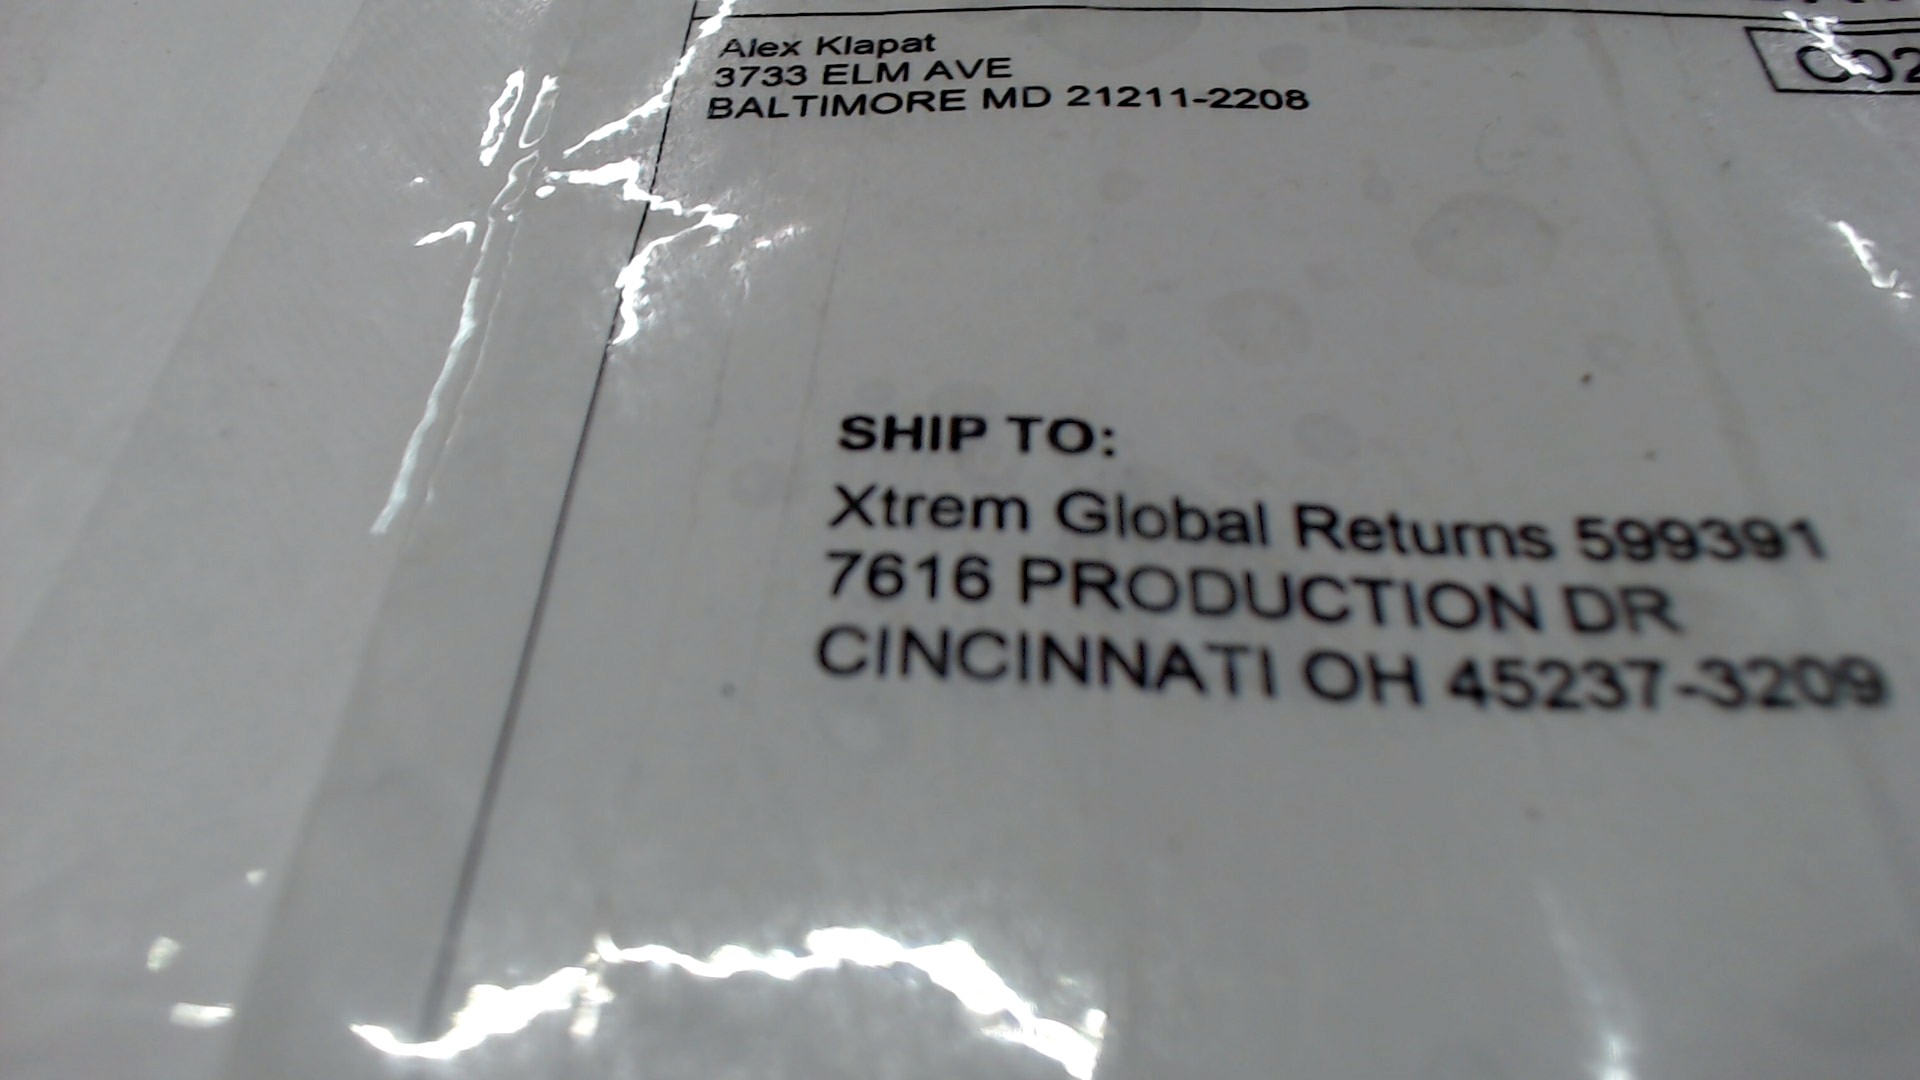 Alex Klapat
3733 ELM AVE
BALTIMORE MD 21211-2208
C02
SHIP TO:
Xtrem Global Returns 599391
7616 PRODUCTION DR
CINCINNATI OH 45237-3209